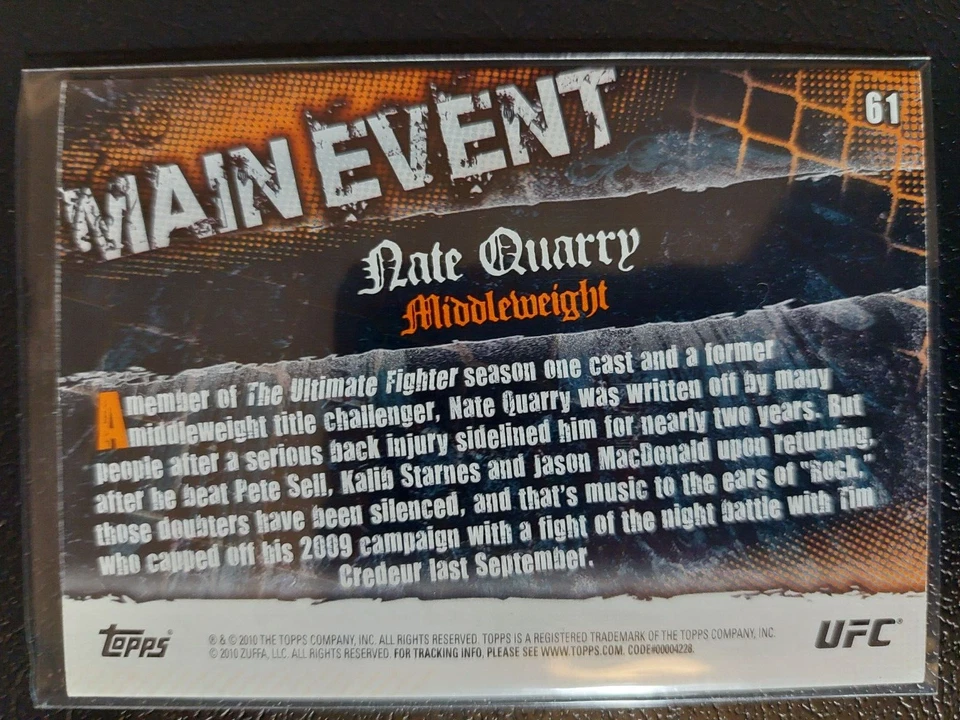 61
MAIN EVENT
Nate Quarry
Middleweight
A member of The Ultimate Fighter season one cast and a former
middleweight title challenger, Nate Quarry was written off by many
people after a serious back injury sidelined him for nearly two years. But
after he beat Pete Sell, Kalib Starnes and Jason MacDonald upon returning,
those doubters have been silenced, and that's music to the ears of "Rock,"
who capped off his 2009 campaign with a fight of the night battle with Tim
Credeur last September.
topps®
® & © 2010 THE TOPPS COMPANY, INC. ALL RIGHTS RESERVED. TOPPS IS A REGISTERED TRADEMARK OF THE TOPPS COMPANY, INC.
© 2010 ZUFFA, LLC. ALL RIGHTS RESERVED. FOR TRACKING INFO, PLEASE SEE WWW.TOPPS.COM. CODE#00004228.
UFC®